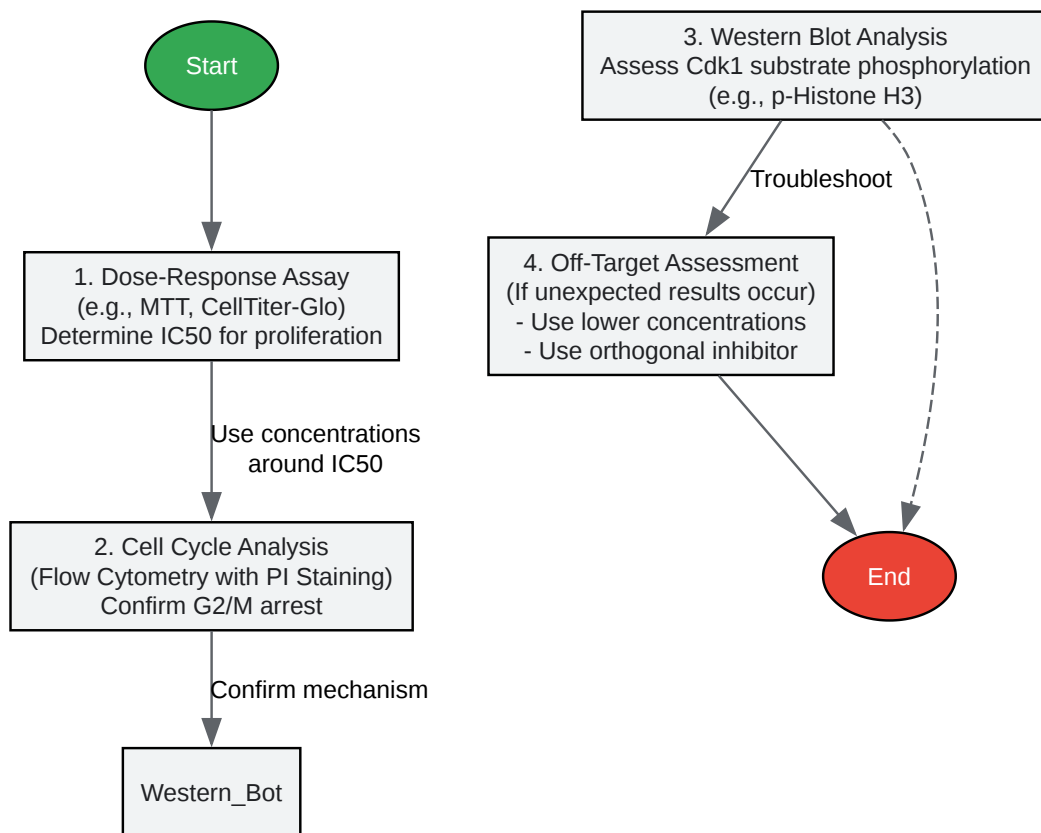 Start
1. Dose-Response Assay
(e.g., MTT, CellTiter-Glo)
Determine IC50 for proliferation
Use concentrations
around IC50
2. Cell Cycle Analysis
(Flow Cytometry with PI Staining)
Confirm G2/M arrest
Confirm mechanism
Western_Bot
3. Western Blot Analysis
Assess Cdk1 substrate phosphorylation
(e.g., p-Histone H3)
Troubleshoot
4. Off-Target Assessment
(If unexpected results occur)
- Use lower concentrations
- Use orthogonal inhibitor
End